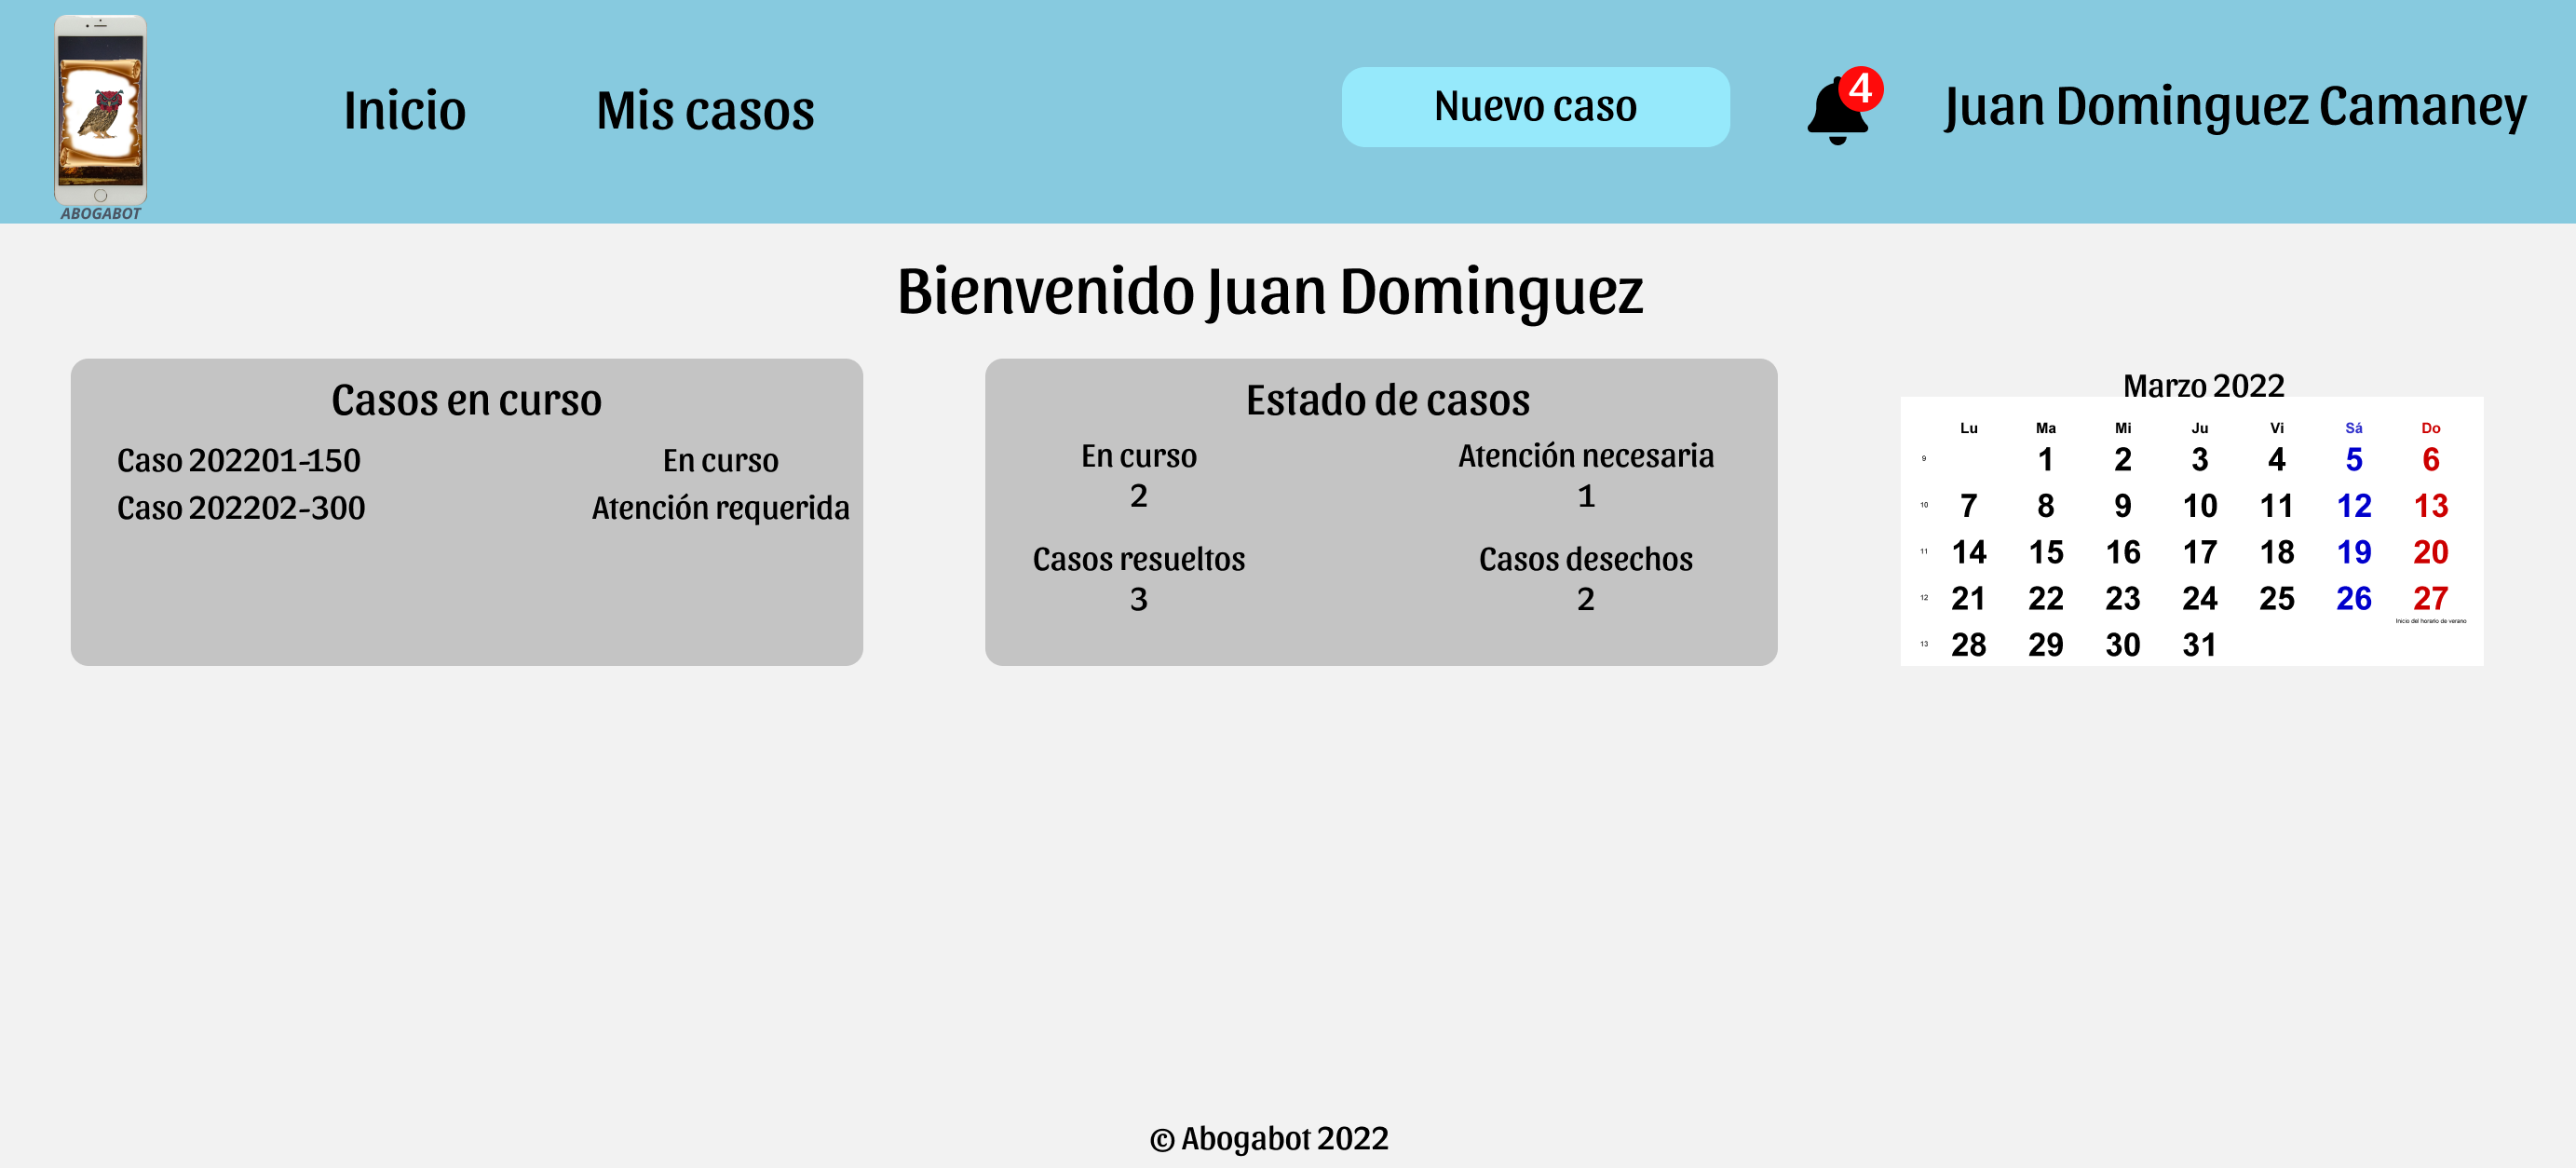 ABOGABOT
Inicio
Mis casos
Nuevo caso
4
Juan Dominguez Camaney
Bienvenido Juan Dominguez
Casos en curso
Caso 202201-150 En curso
Caso 202202-300 Atención requerida
Estado de casos
En curso Atención necesaria
2 1
Casos resueltos Casos desechos
3 2
Marzo 2022
Lu Ma Mi Ju Vi Sá Do
9 1 2 3 4 5 6
10 7 8 9 10 11 12 13
11 14 15 16 17 18 19 20
12 21 22 23 24 25 26 27
Inicio del horario de verano
13 28 29 30 31
© Abogabot 2022